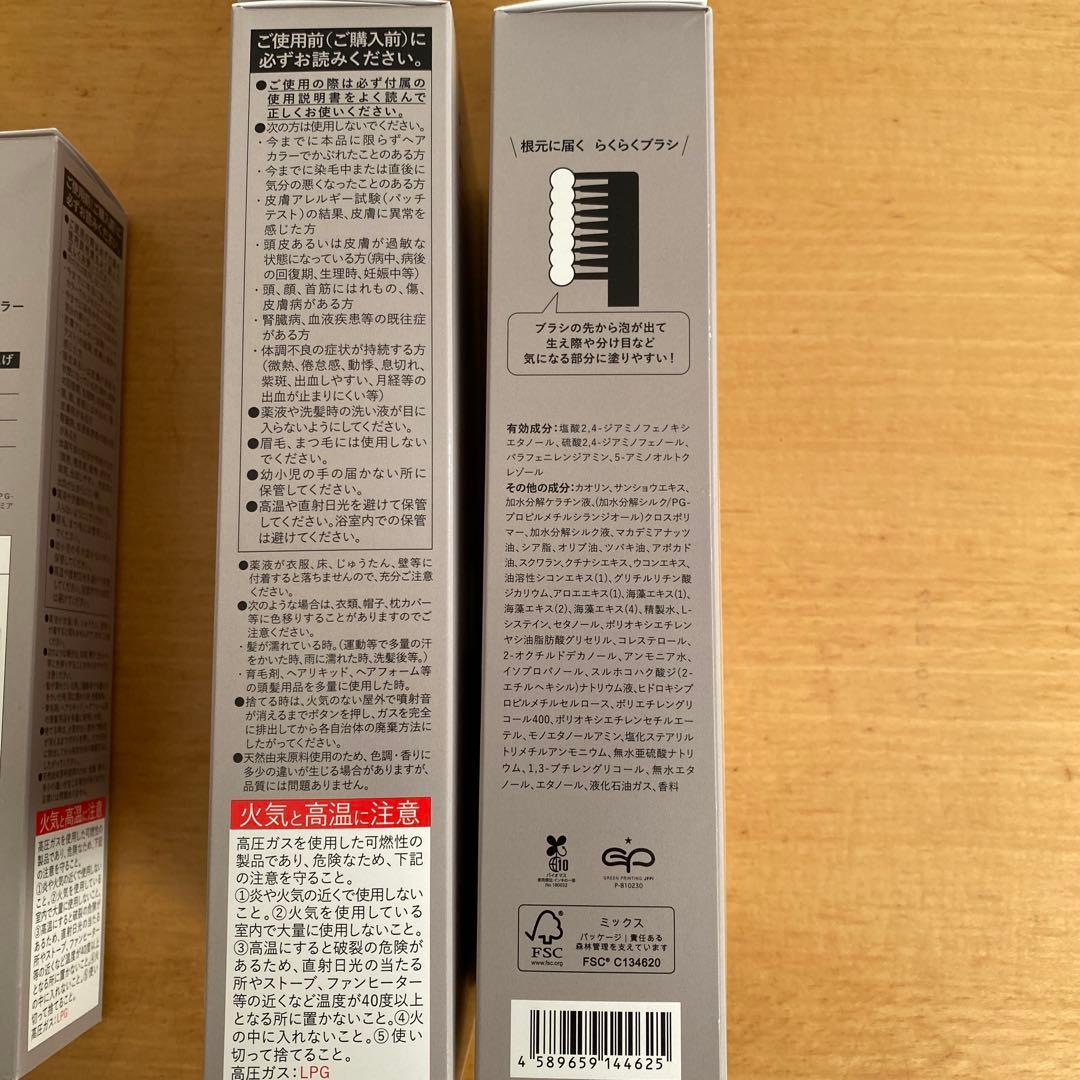 ご使用前(ご購入前)に
必ずお読みください。
●ご使用の際は必ず付属の
使用説明書をよく読んで
正しくお使いください。
●次の方は使用しないでください。
・今までに本品に限らずヘア
カラーでかぶれたことのある方
・今までに染毛中または直後に
気分の悪くなったことのある方
・皮膚アレルギー試験(パッチ
テスト)の結果、皮膚に異常を
感じた方
・頭皮あるいは皮膚が過敏な
状態になっている方(病中、病後
の回復期、生理時、妊娠中等)
・頭、顔、首筋にはれもの、傷、
皮膚病がある方
・腎臓病、血液疾患等の既往症
がある方
・体調不良の症状が持続する方
(微熱、倦怠感、動悸、息切れ、
紫斑、出血しやすい、月経等の
出血が止まりにくい等)
●薬液や洗髪時の洗い液が目に
入らないようにしてください。
●眉毛、まつ毛には使用しない
でください。
●幼小児の手の届かない所に
保管してください。
●高温や直射日光を避けて保管
してください。浴室内での保管
は避けてください。
●薬液が衣服、床、じゅうたん、壁等に
付着すると落ちませんので、充分ご注意
ください。
●次のような場合は、衣類、帽子、枕カバー
等に色移りすることがありますのでご
注意ください。
・髪が濡れている時。(運動等で多量の汗
をかいた時、雨に濡れた時、洗髪後等。)
・育毛剤、ヘアリキッド、ヘアフォーム等
の頭髪用品を多量に使用した時。
●捨てる時は、火気のない屋外で噴射音
が消えるまでボタンを押し、ガスを完全
に排出してから各自治体の廃棄方法に
したがってください。
●天然由来原料使用のため、色調・香りに
多少の違いが生じる場合がありますが、
品質には問題ありません。
火気と高温に注意
高圧ガスを使用した可燃性の
製品であり、危険なため、下記
の注意を守ること。
①炎や火気の近くで使用しない
こと。②火気を使用している
室内で大量に使用しないこと。
③高温にすると破裂の危険が
あるため、直射日光の当たる
所やストーブ、ファンヒーター
等の近くなど温度が40度以上
となる所に置かないこと。④火
の中に入れないこと。⑤使い
切って捨てること。
高圧ガス:LPG
根元に届く らくらくブラシ
ブラシの先から泡が出て
生え際や分け目など
気になる部分に塗りやすい!
有効成分:塩酸2,4-ジアミノフェノキシ
エタノール、硫酸2,4-ジアミノフェノール、
パラフェニレンジアミン、5-アミノオルトク
レゾール
その他の成分:カオリン、サンショウエキス、
加水分解ケラチン液、(加水分解シルク/PG-
プロピルメチルシランジオール)クロスポリ
マー、加水分解シルク液、マカデミアナッツ
油、シア脂、オリブ油、ツバキ油、アボカド
油、スクワラン、クチナシエキス、ウコンエキス、
油溶性シコンエキス(1)、グリチルリチン酸
ジカリウム、アロエエキス(1)、海藻エキス(1)、
海藻エキス(2)、海藻エキス(4)、精製水、L-
システイン、セタノール、ポリオキシエチレン
ヤシ油脂肪酸グリセリル、コレステロール、
2-オクチルドデカノール、アンモニア水、
イソプロパノール、スルホコハク酸ジ(2-
エチルヘキシル)ナトリウム液、ヒドロキシプ
ロピルメチルセルロース、ポリエチレングリ
コール400、ポリオキシエチレンセチルエー
テル、モノエタノールアミン、塩化ステアリル
トリメチルアンモニウム、無水亜硫酸ナトリ
ウム、1,3-ブチレングリコール、無水エタ
ノール、エタノール、液化石油ガス、香料
10
バイオマス
No.180032
GREEN PRINTING JFPI
P-B10230
FSC
www.fsc.org
ミックス
パッケージ|責任ある
森林管理を支えています
FSC® C134620
4 589659 144625
火気と高温に注意
高圧ガスを使用した可燃性の
製品であり、危険なため、下記
の注意を守ること。
高圧ガス:LPG